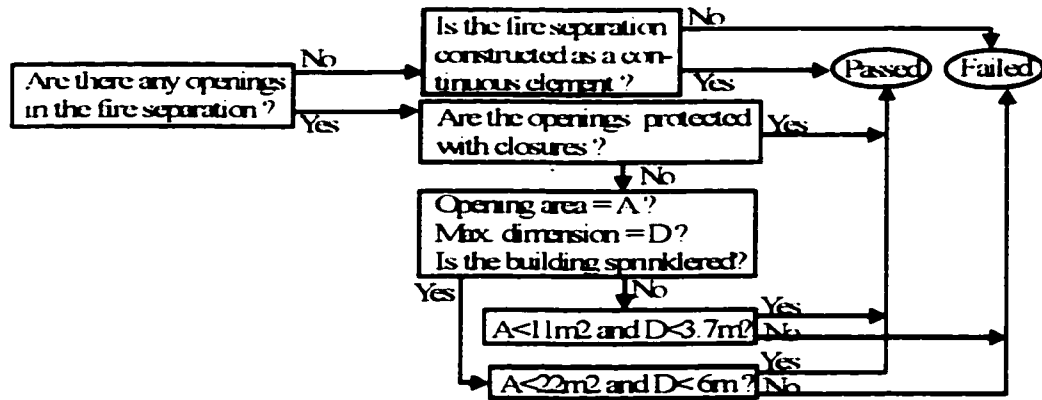 Are there any openings
in the fire separation ?
No
Yes
Is the fire separation
constructed as a con-
tinuous element ?
No
Yes
Passed
Failed
Are the openings protected
with closures ?
Yes
No
Opening area = A ?
Max. dimension = D?
Is the building sprinklered?
Yes
No
A<11m2 and D<3.7m?
Yes
No
A<22m2 and D<6m ?
Yes
No